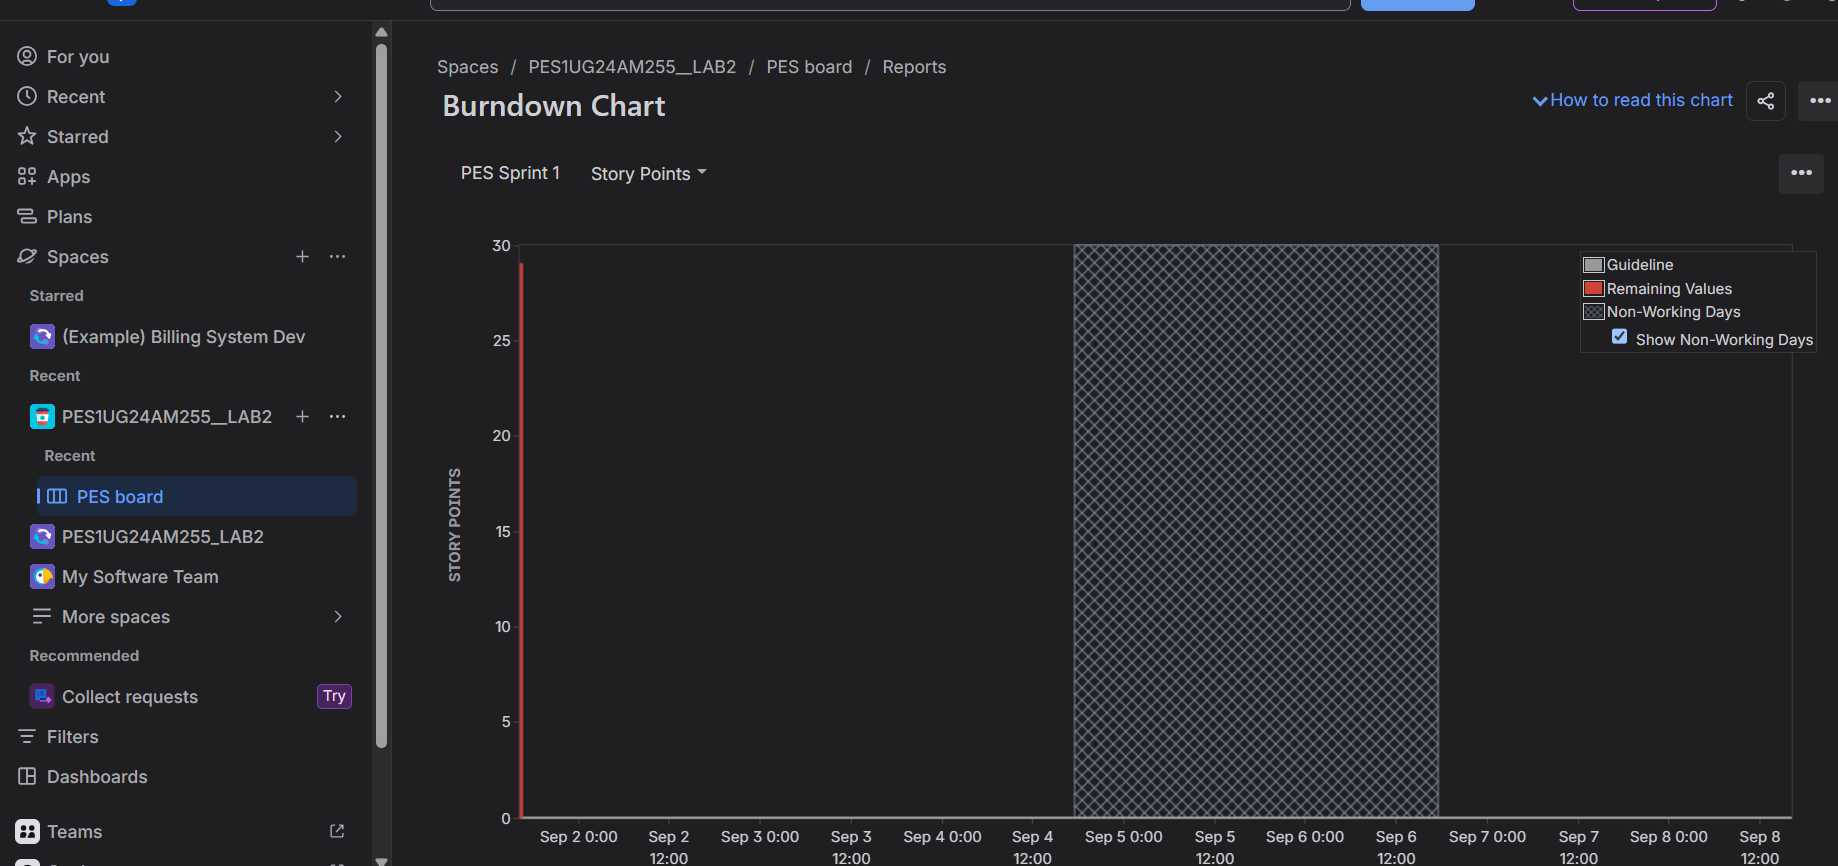 For you
Recent
Starred
Apps
Plans
Spaces
Starred
(Example) Billing System Dev
Recent
PES1UG24AM255__LAB2
Recent
PES board
PES1UG24AM255_LAB2
My Software Team
More spaces
Recommended
Collect requests Try
Filters
Dashboards
Teams
Spaces / PES1UG24AM255__LAB2 / PES board / Reports
Burndown Chart
How to read this chart
PES Sprint 1 Story Points
30
25
20
15
10
5
0
STORY POINTS
Guideline
Remaining Values
Non-Working Days
Show Non-Working Days
Sep 2 0:00 Sep 2 12:00 Sep 3 0:00 Sep 3 12:00 Sep 4 0:00 Sep 4 12:00 Sep 5 0:00 Sep 5 12:00 Sep 6 0:00 Sep 6 12:00 Sep 7 0:00 Sep 7 12:00 Sep 8 0:00 Sep 8 12:00